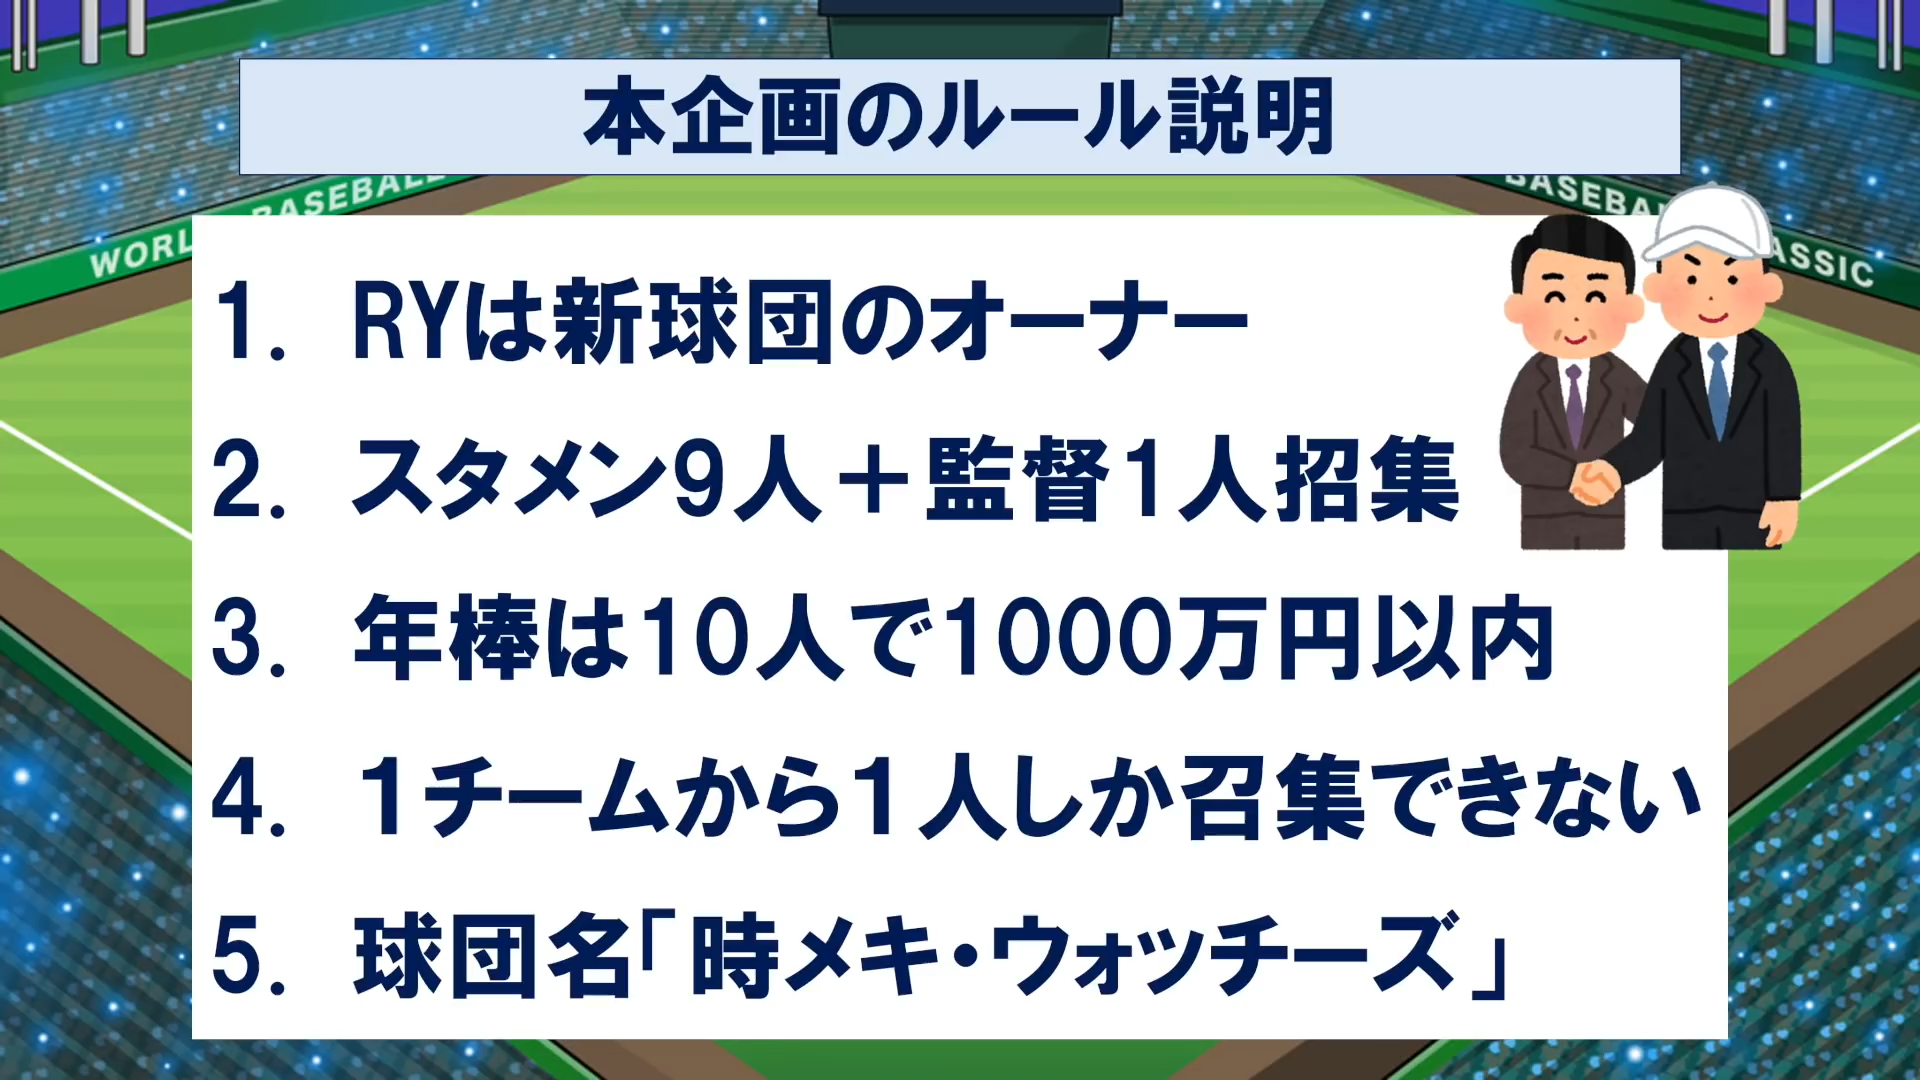 本企画のルール説明
WORL
BASEBALL
BASEBA
ASSIC
1. RYは新球団のオーナー
2. スタメン9人＋監督1人招集
3. 年棒は10人で1000万円以内
4. 1チームから1人しか召集できない
5. 球団名「時メキ・ウォッチーズ」